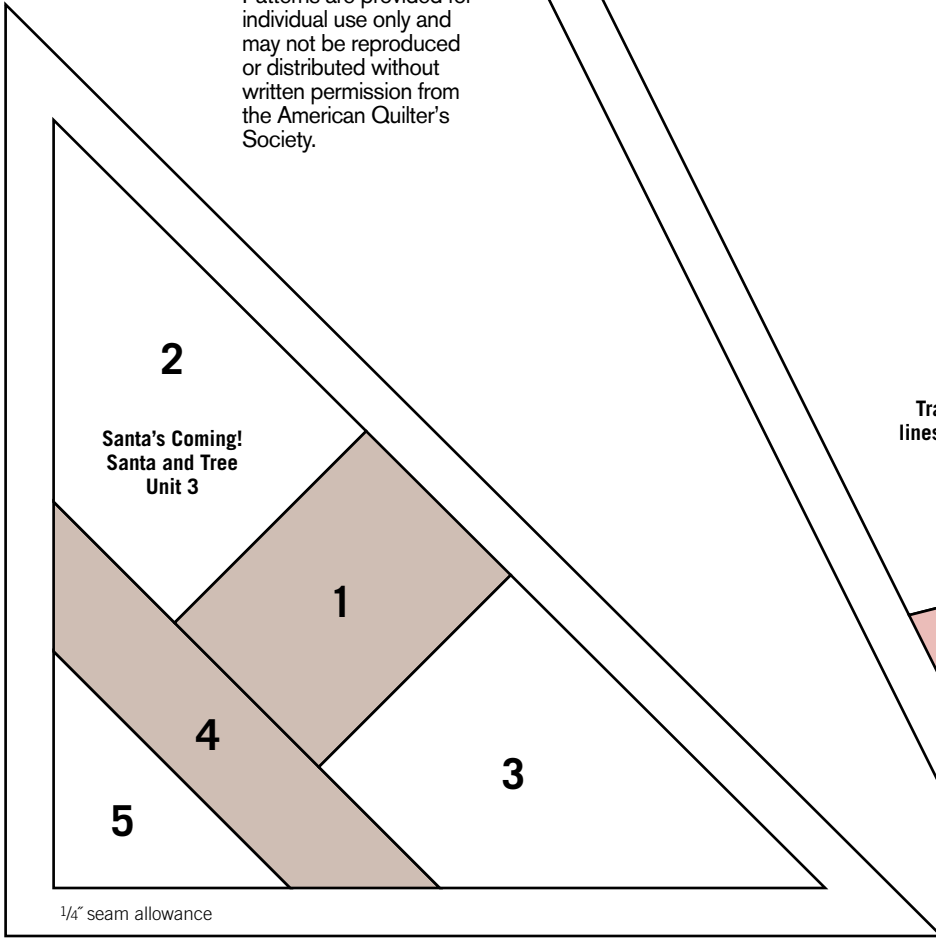 Patterns are provided for
individual use only and
may not be reproduced
or distributed without
written permission from
the American Quilter's
Society.
2
Santa's Coming!
Santa and Tree
Unit 3
lines
1
4
3
5
1/4″ seam allowance